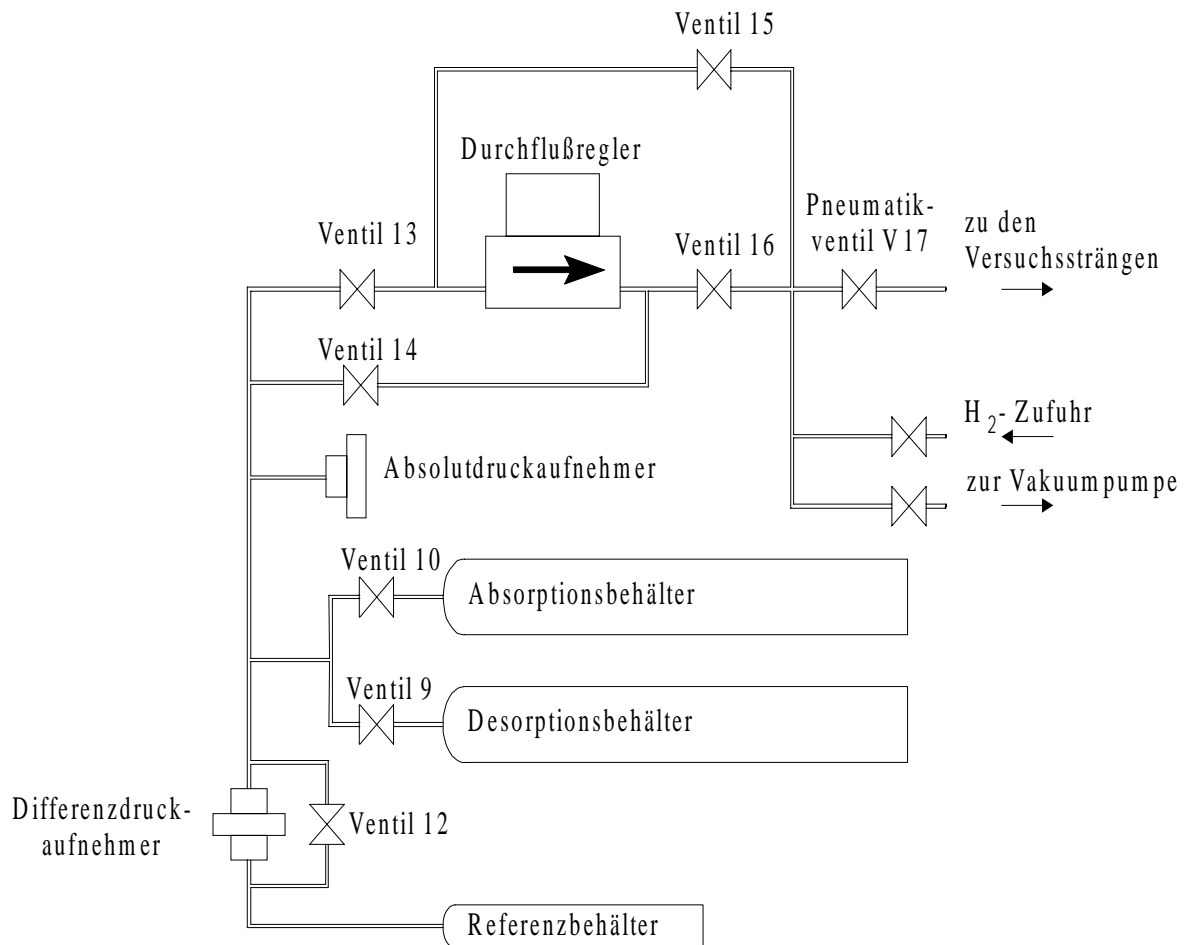 Ventil 15
Durchflußregler
Pneumatik-
ventil V17
zu den
Versuchssträngen
Ventil 13
Ventil 16
Ventil 14
H2- Zufuhr
Absolutdruckaufnehmer
zur Vakuumpumpe
Ventil 10
Absorptionsbehälter
Ventil 9
Desorptionsbehälter
Differenzdruck-
aufnehmer
Ventil 12
Referenzbehälter